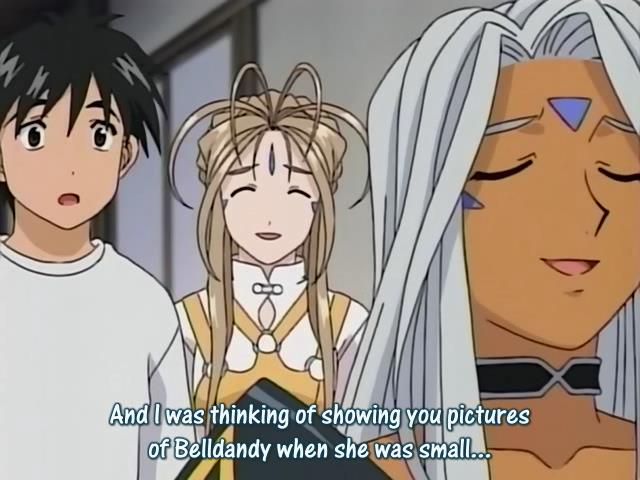 And I was thinking of showing you pictures
of Belldandy when she was small...